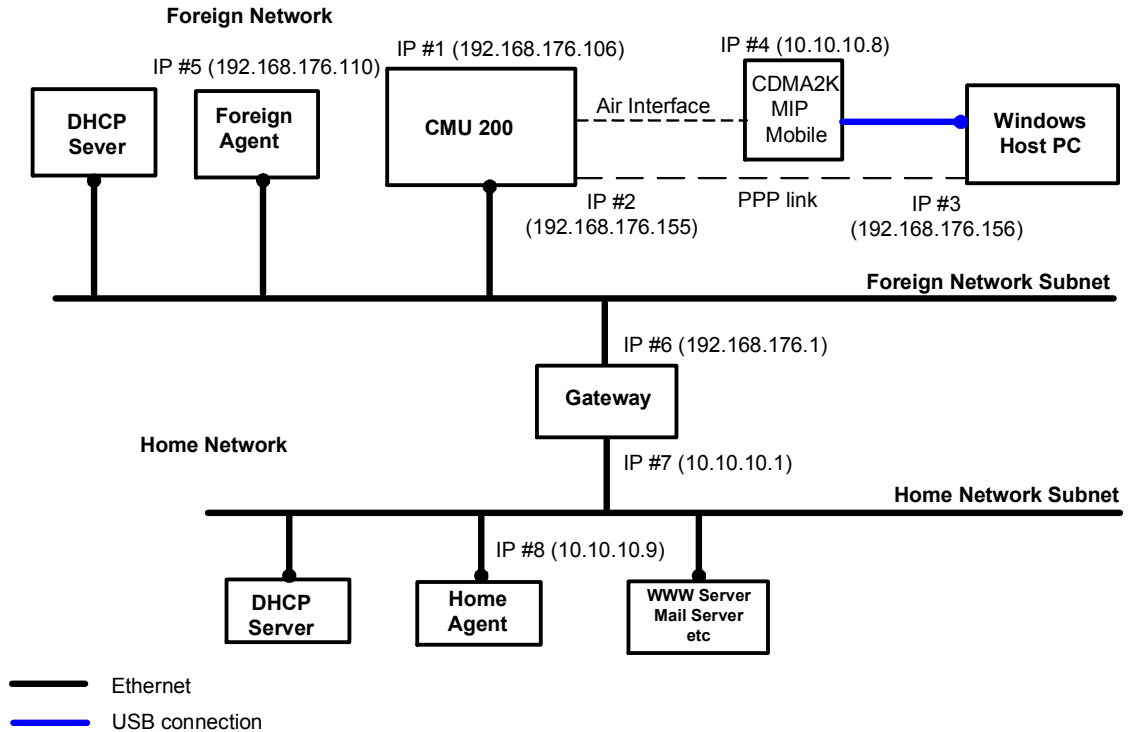 Foreign Network
IP #1 (192.168.176.106)
IP #4 (10.10.10.8)
IP #5 (192.168.176.110)
DHCP
Sever
Foreign
Agent
CMU 200
Air Interface
CDMA2K
MIP
Mobile
Windows
Host PC
IP #2
(192.168.176.155)
PPP link
IP #3
(192.168.176.156)
Foreign Network Subnet
IP #6 (192.168.176.1)
Gateway
Home Network
IP #7 (10.10.10.1)
Home Network Subnet
IP #8 (10.10.10.9)
DHCP
Server
Home
Agent
WWW Server
Mail Server
etc
Ethernet
USB connection